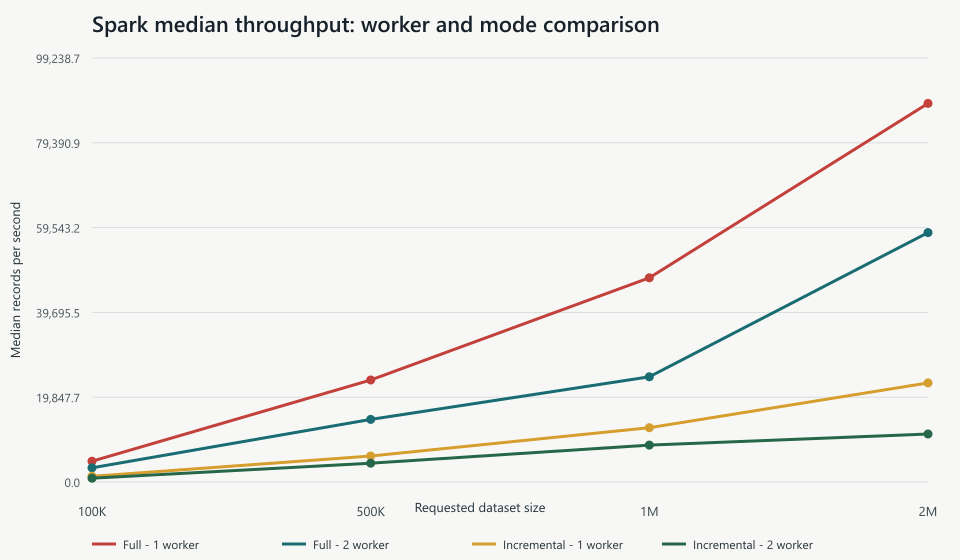 Spark median throughput: worker and mode comparison
99,238.7
79,390.9
59,543.2
39,695.5
19,847.7
0.0
Median records per second
100K 500K 1M 2M
Requested dataset size
Full - 1 worker Full - 2 worker Incremental - 1 worker Incremental - 2 worker